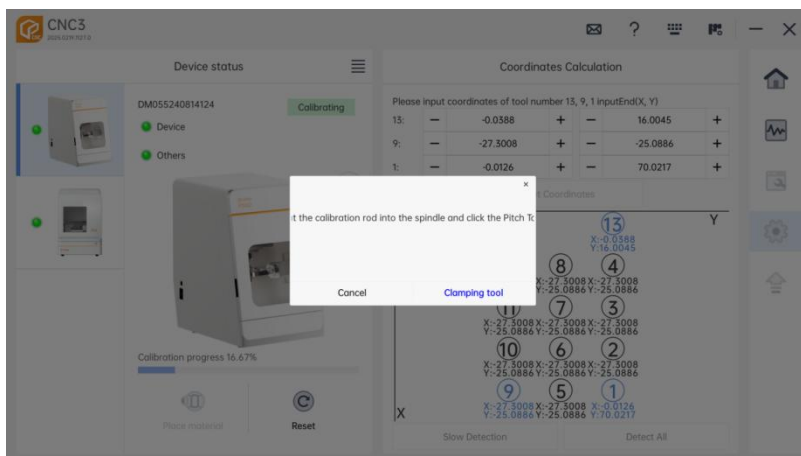 CNC3
Device status
Coordinates Calculation
DM055240814124
Calibrating
Device
Others
Please input coordinates of tool number 13, 9, 1 inputEnd(X, Y)
13: − -0.0388 + − 16.0045 +
9: − -27.3008 + − -25.0886 +
1: − -0.0126 + − 70.0217 +
t Coordinates
×
t the calibration rod into the spindle and click the Pitch To
Cancel
Clamping tool
Y
13
X:-0.0388
Y:16.0045
8 4
X:-27.3008 X:-27.3008
Y:-25.0886 Y:-25.0886
11 7 3
X:-27.3008 X:-27.3008 X:-27.3008
Y:-25.0886 Y:-25.0886 Y:-25.0886
10 6 2
X:-27.3008 X:-27.3008 X:-27.3008
Y:-25.0886 Y:-25.0886 Y:-25.0886
9 5 1
X:-27.3008 X:-27.3008 X:-0.0126
Y:-25.0886 Y:-25.0886 Y:70.0217
X
Calibration progress 16.67%
Place material
Reset
Slow Detection
Detect All